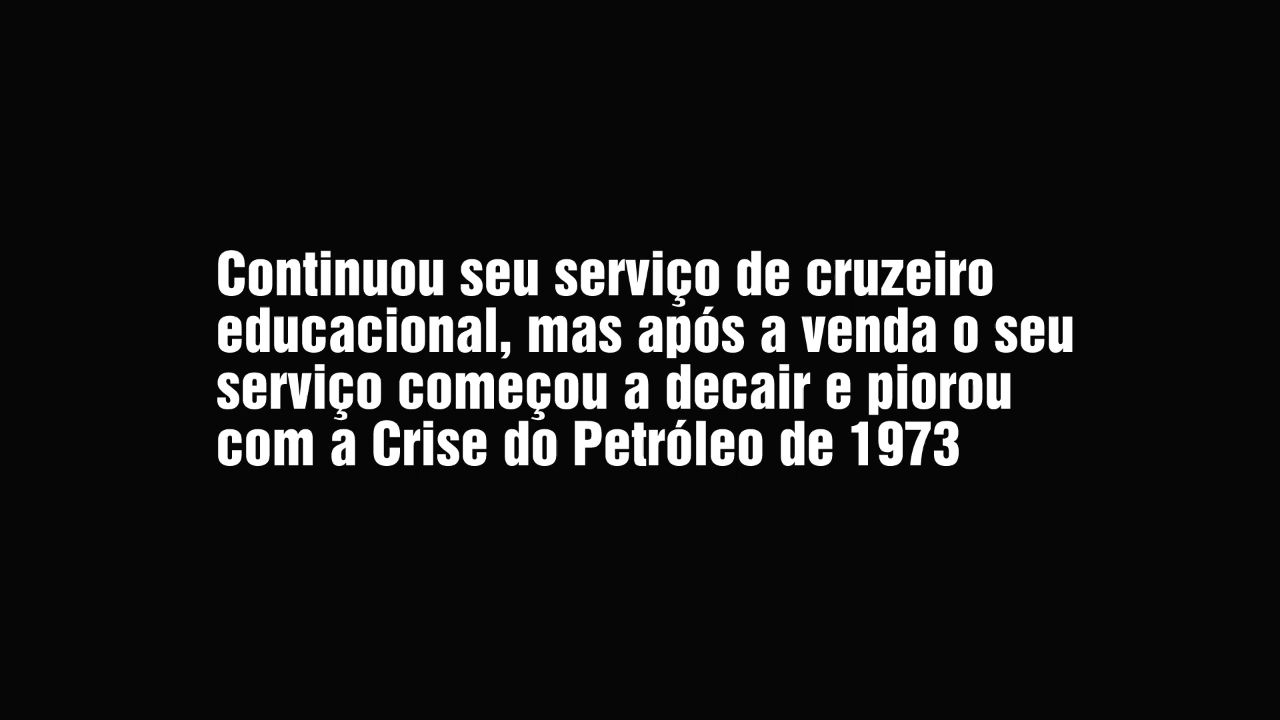 Continuou seu serviço de cruzeiro
educacional, mas após a venda o seu
serviço começou a decair e piorou
com a Crise do Petróleo de 1973